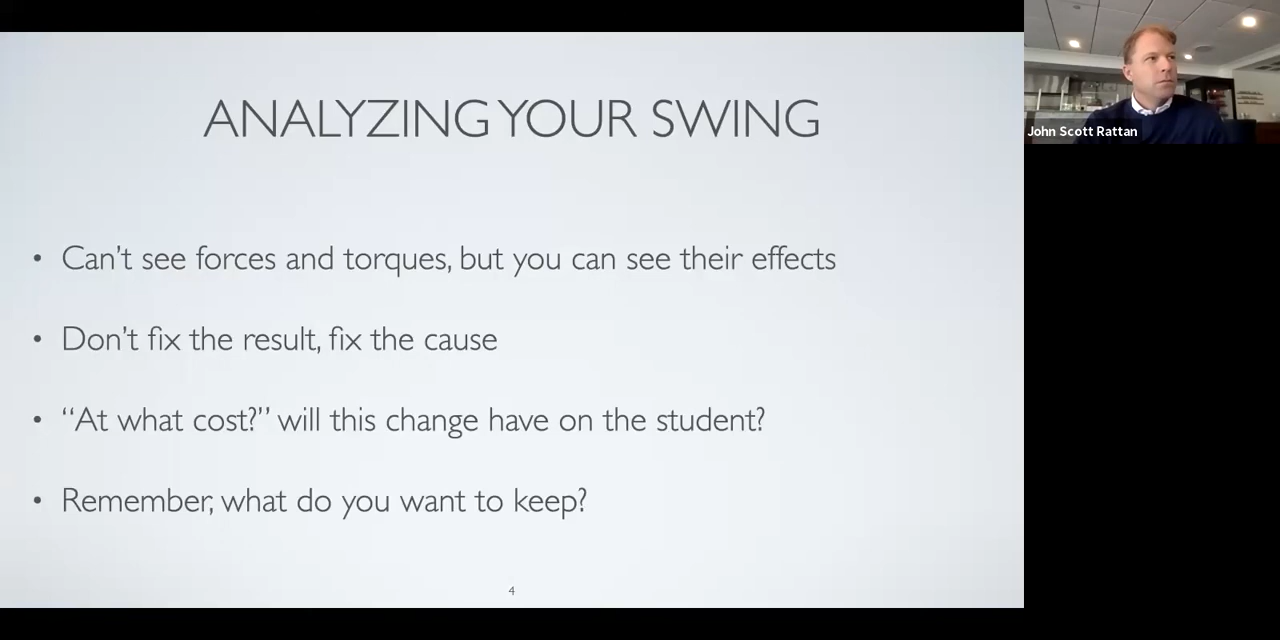 ANALYZING YOUR SWING
• Can’t see forces and torques, but you can see their effects
• Don’t fix the result, fix the cause
• “At what cost?” will this change have on the student?
• Remember, what do you want to keep?
4
John Scott Rattan